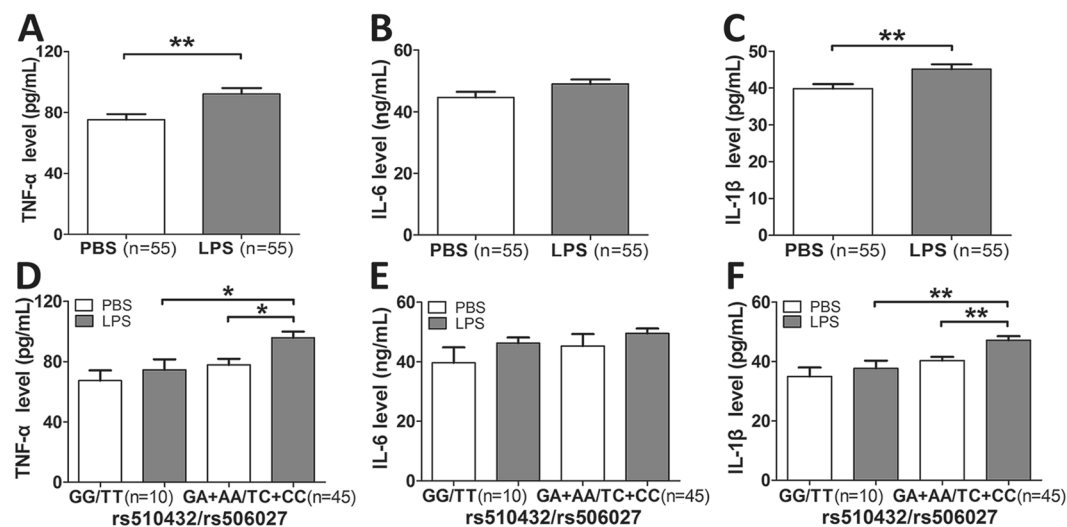 A
TNF-α level (pg/mL)
120
80
40
0
**
PBS (n=55)
LPS (n=55)
B
IL-6 level (ng/mL)
60
40
20
0
PBS (n=55)
LPS (n=55)
C
IL-1β level (pg/mL)
50
40
30
20
10
0
**
PBS (n=55)
LPS (n=55)
D
TNF-α level (pg/mL)
120
80
40
0
PBS
LPS
*
*
GG/TT(n=10)
GA+AA/TC+CC(n=45)
rs510432/rs506027
E
IL-6 level (ng/mL)
60
40
20
0
PBS
LPS
GG/TT(n=10)
GA+AA/TC+CC(n=45)
rs510432/rs506027
F
IL-1β level (pg/mL)
60
40
20
0
PBS
LPS
**
**
GG/TT(n=10)
GA+AA/TC+CC(n=45)
rs510432/rs506027